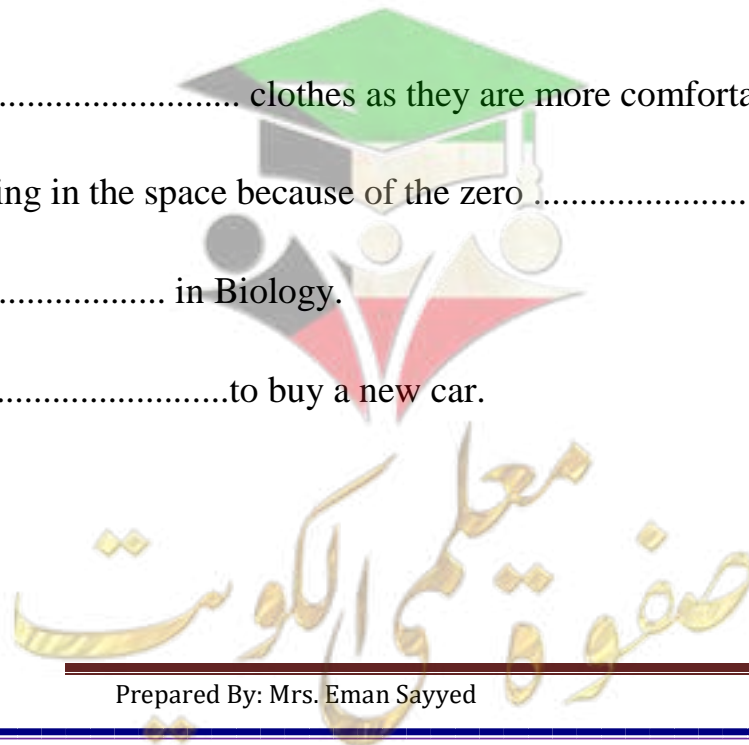 ......................... clothes as they are more comforta
ing in the space because of the zero ......................
.................. in Biology.
.........................to buy a new car.
صفوة معلمى الكويت
Prepared By: Mrs. Eman Sayyed